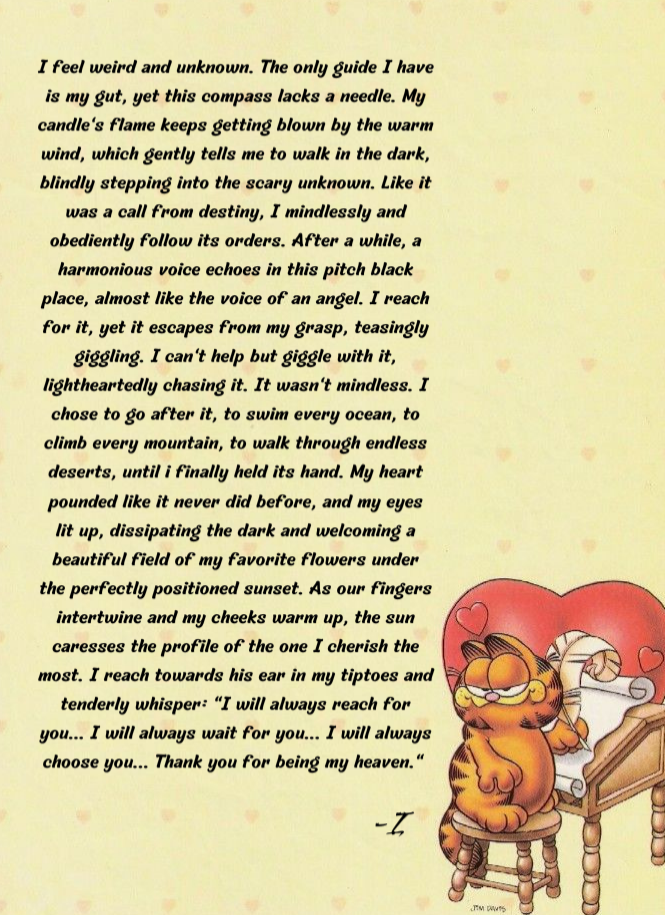 I feel weird and unknown. The only guide I have
is my gut, yet this compass lacks a needle. My
candle's flame keeps getting blown by the warm
wind, which gently tells me to walk in the dark,
blindly stepping into the scary unknown. Like it
was a call from destiny, I mindlessly and
obediently follow its orders. After a while, a
harmonious voice echoes in this pitch black
place, almost like the voice of an angel. I reach
for it, yet it escapes from my grasp, teasingly
giggling. I can't help but giggle with it,
lightheartedly chasing it. It wasn't mindless. I
chose to go after it, to swim every ocean, to
climb every mountain, to walk through endless
deserts, until i finally held its hand. My heart
pounded like it never did before, and my eyes
lit up, dissipating the dark and welcoming a
beautiful field of my favorite flowers under
the perfectly positioned sunset. As our fingers
intertwine and my cheeks warm up, the sun
caresses the profile of the one I cherish the
most. I reach towards his ear in my tiptoes and
tenderly whisper: "I will always reach for
you... I will always wait for you... I will always
choose you... Thank you for being my heaven."
-I
JIM DAVIS